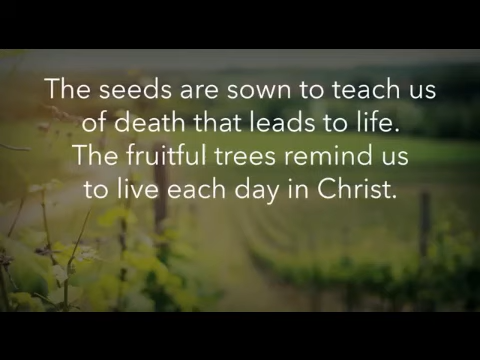 The seeds are sown to teach us
of death that leads to life.
The fruitful trees remind us
to live each day in Christ.